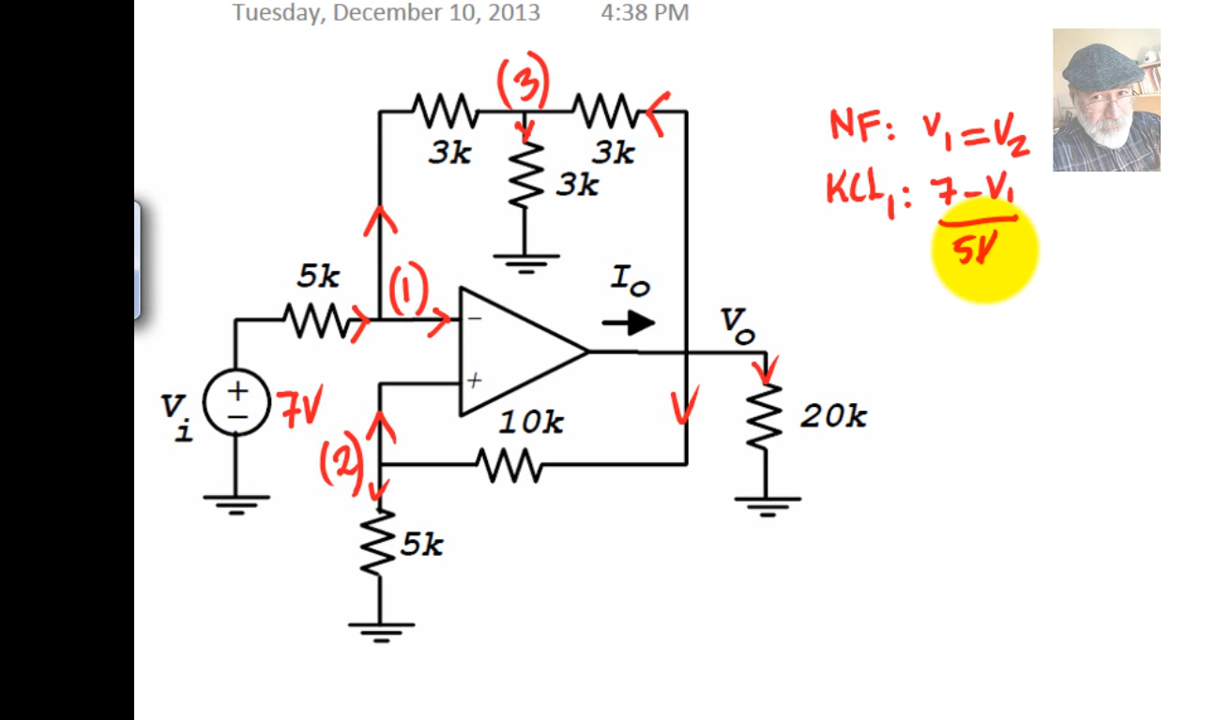 Tuesday, December 10, 2013 4:38 PM
(3)
3k 3k
3k
NF: V1 = V2
KCL1: 7 - V1
5k
5k
(1)
Io
-
Vo
+
+
-
Vi
7V
10k
20k
(2)
5k